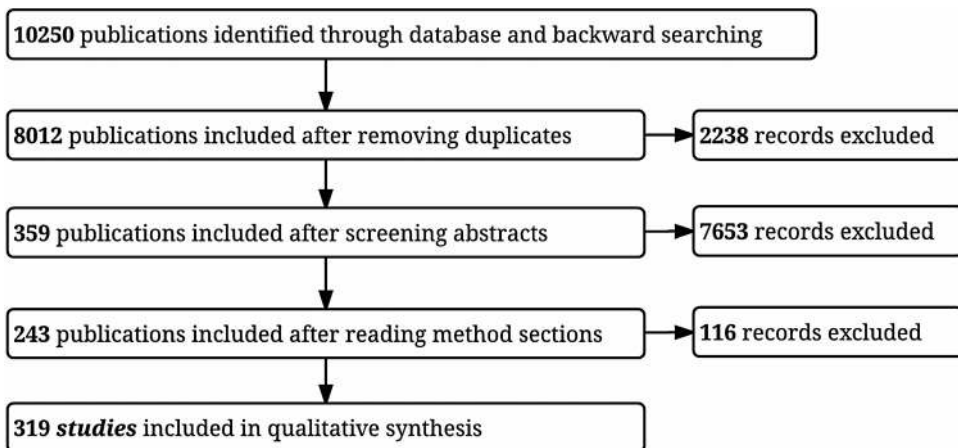 10250 publications identified through database and backward searching
8012 publications included after removing duplicates
2238 records excluded
359 publications included after screening abstracts
7653 records excluded
243 publications included after reading method sections
116 records excluded
319 studies included in qualitative synthesis